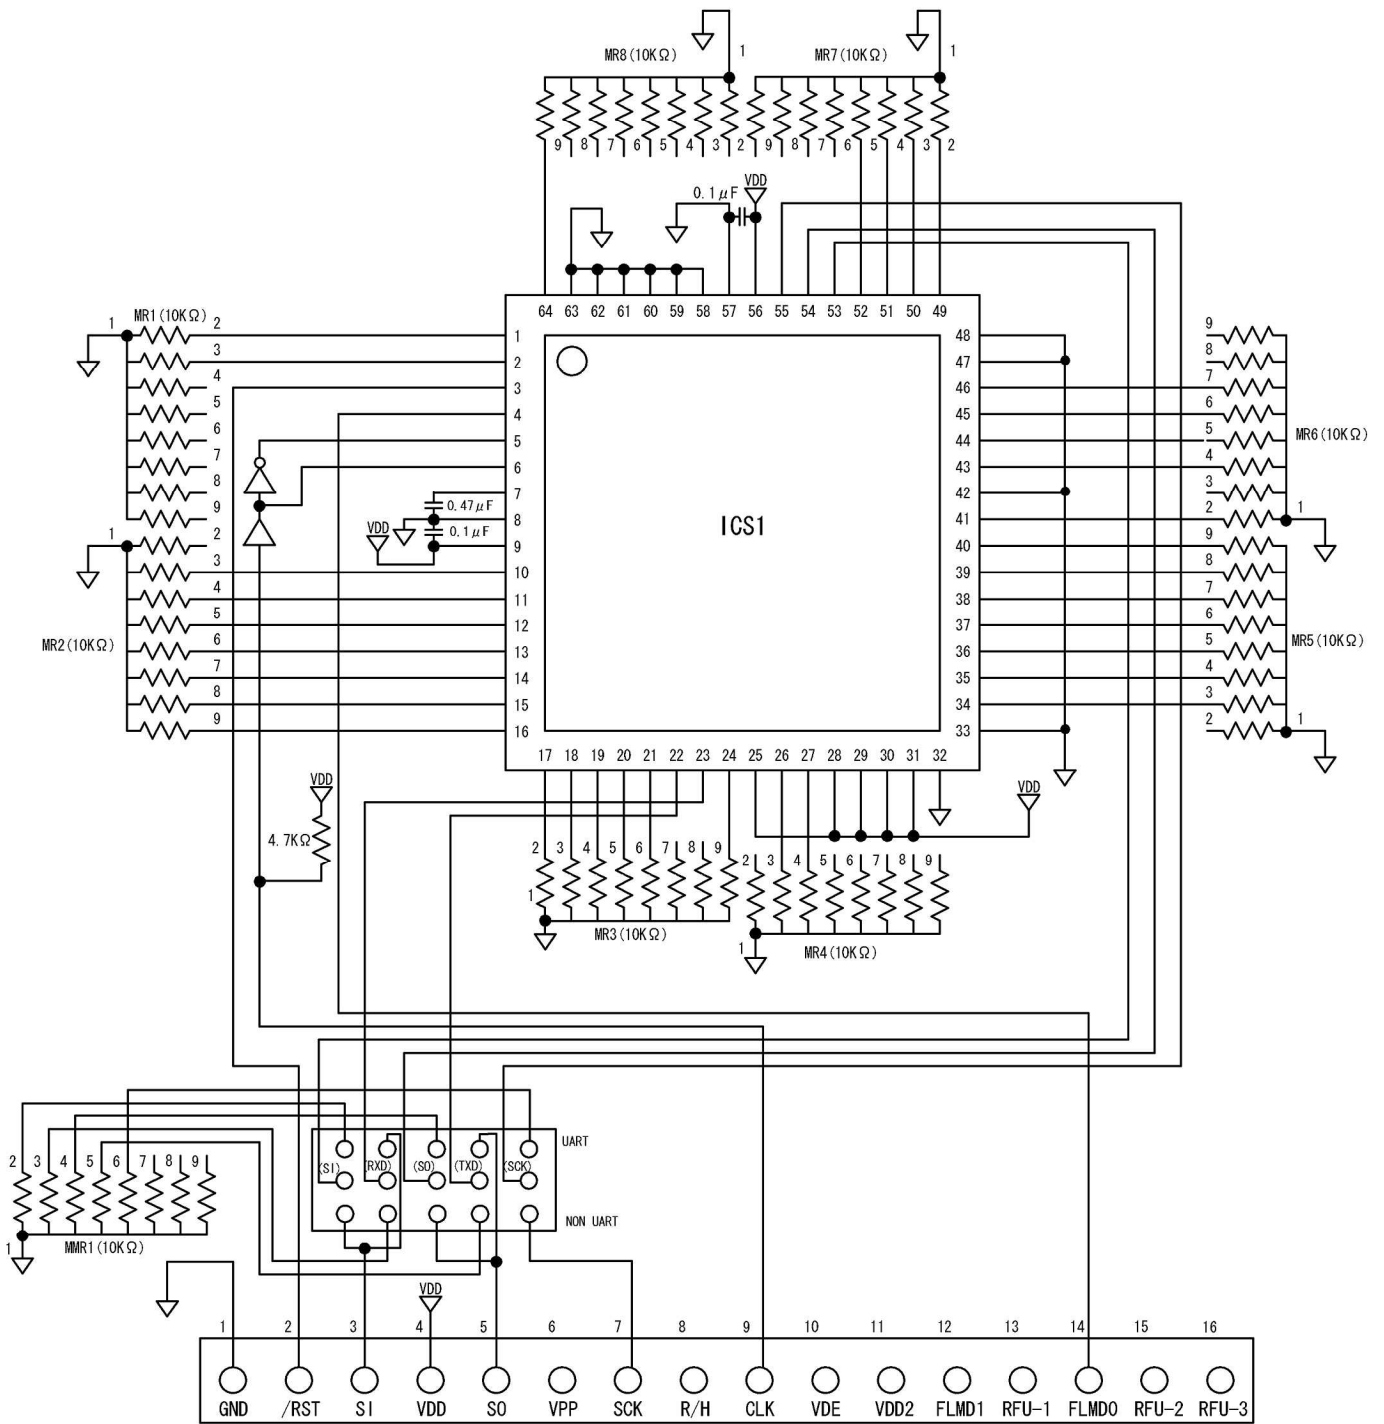 1 1
MR8(10KΩ) MR7(10KΩ)
9 8 7 6 5 4 3 2 9 8 7 6 5 4 3 2
0.1μF VDD
64 63 62 61 60 59 58 57 56 55 54 53 52 51 50 49
1 MR1(10KΩ) 2 1 48 9
3 2 47 8
4 3 46 7
5 4 45 6
6 5 44 5 MR6(10KΩ)
7 6 43 4
8 7 0.47μF 42 3
9 8 41 2 1
VDD 0.1μF
ICS1
1 2 9 40 9
3 10 39 8
4 11 38 7
5 12 37 6
MR2(10KΩ) 6 13 36 5 MR5(10KΩ)
7 14 35 4
8 15 34 3
9 16 33 2 1
17 18 19 20 21 22 23 24 25 26 27 28 29 30 31 32
VDD VDD
4.7KΩ
2 3 4 5 6 7 8 9 2 3 4 5 6 7 8 9
1 MR3(10KΩ) 1 MR4(10KΩ)
UART
(SI) (RXD) (SO) (TXD) (SCK)
2 3 4 5 6 7 8 9
NON UART
1 MMR1(10KΩ)
VDD
1 2 3 4 5 6 7 8 9 10 11 12 13 14 15 16
GND /RST SI VDD SO VPP SCK R/H CLK VDE VDD2 FLMD1 RFU-1 FLMD0 RFU-2 RFU-3